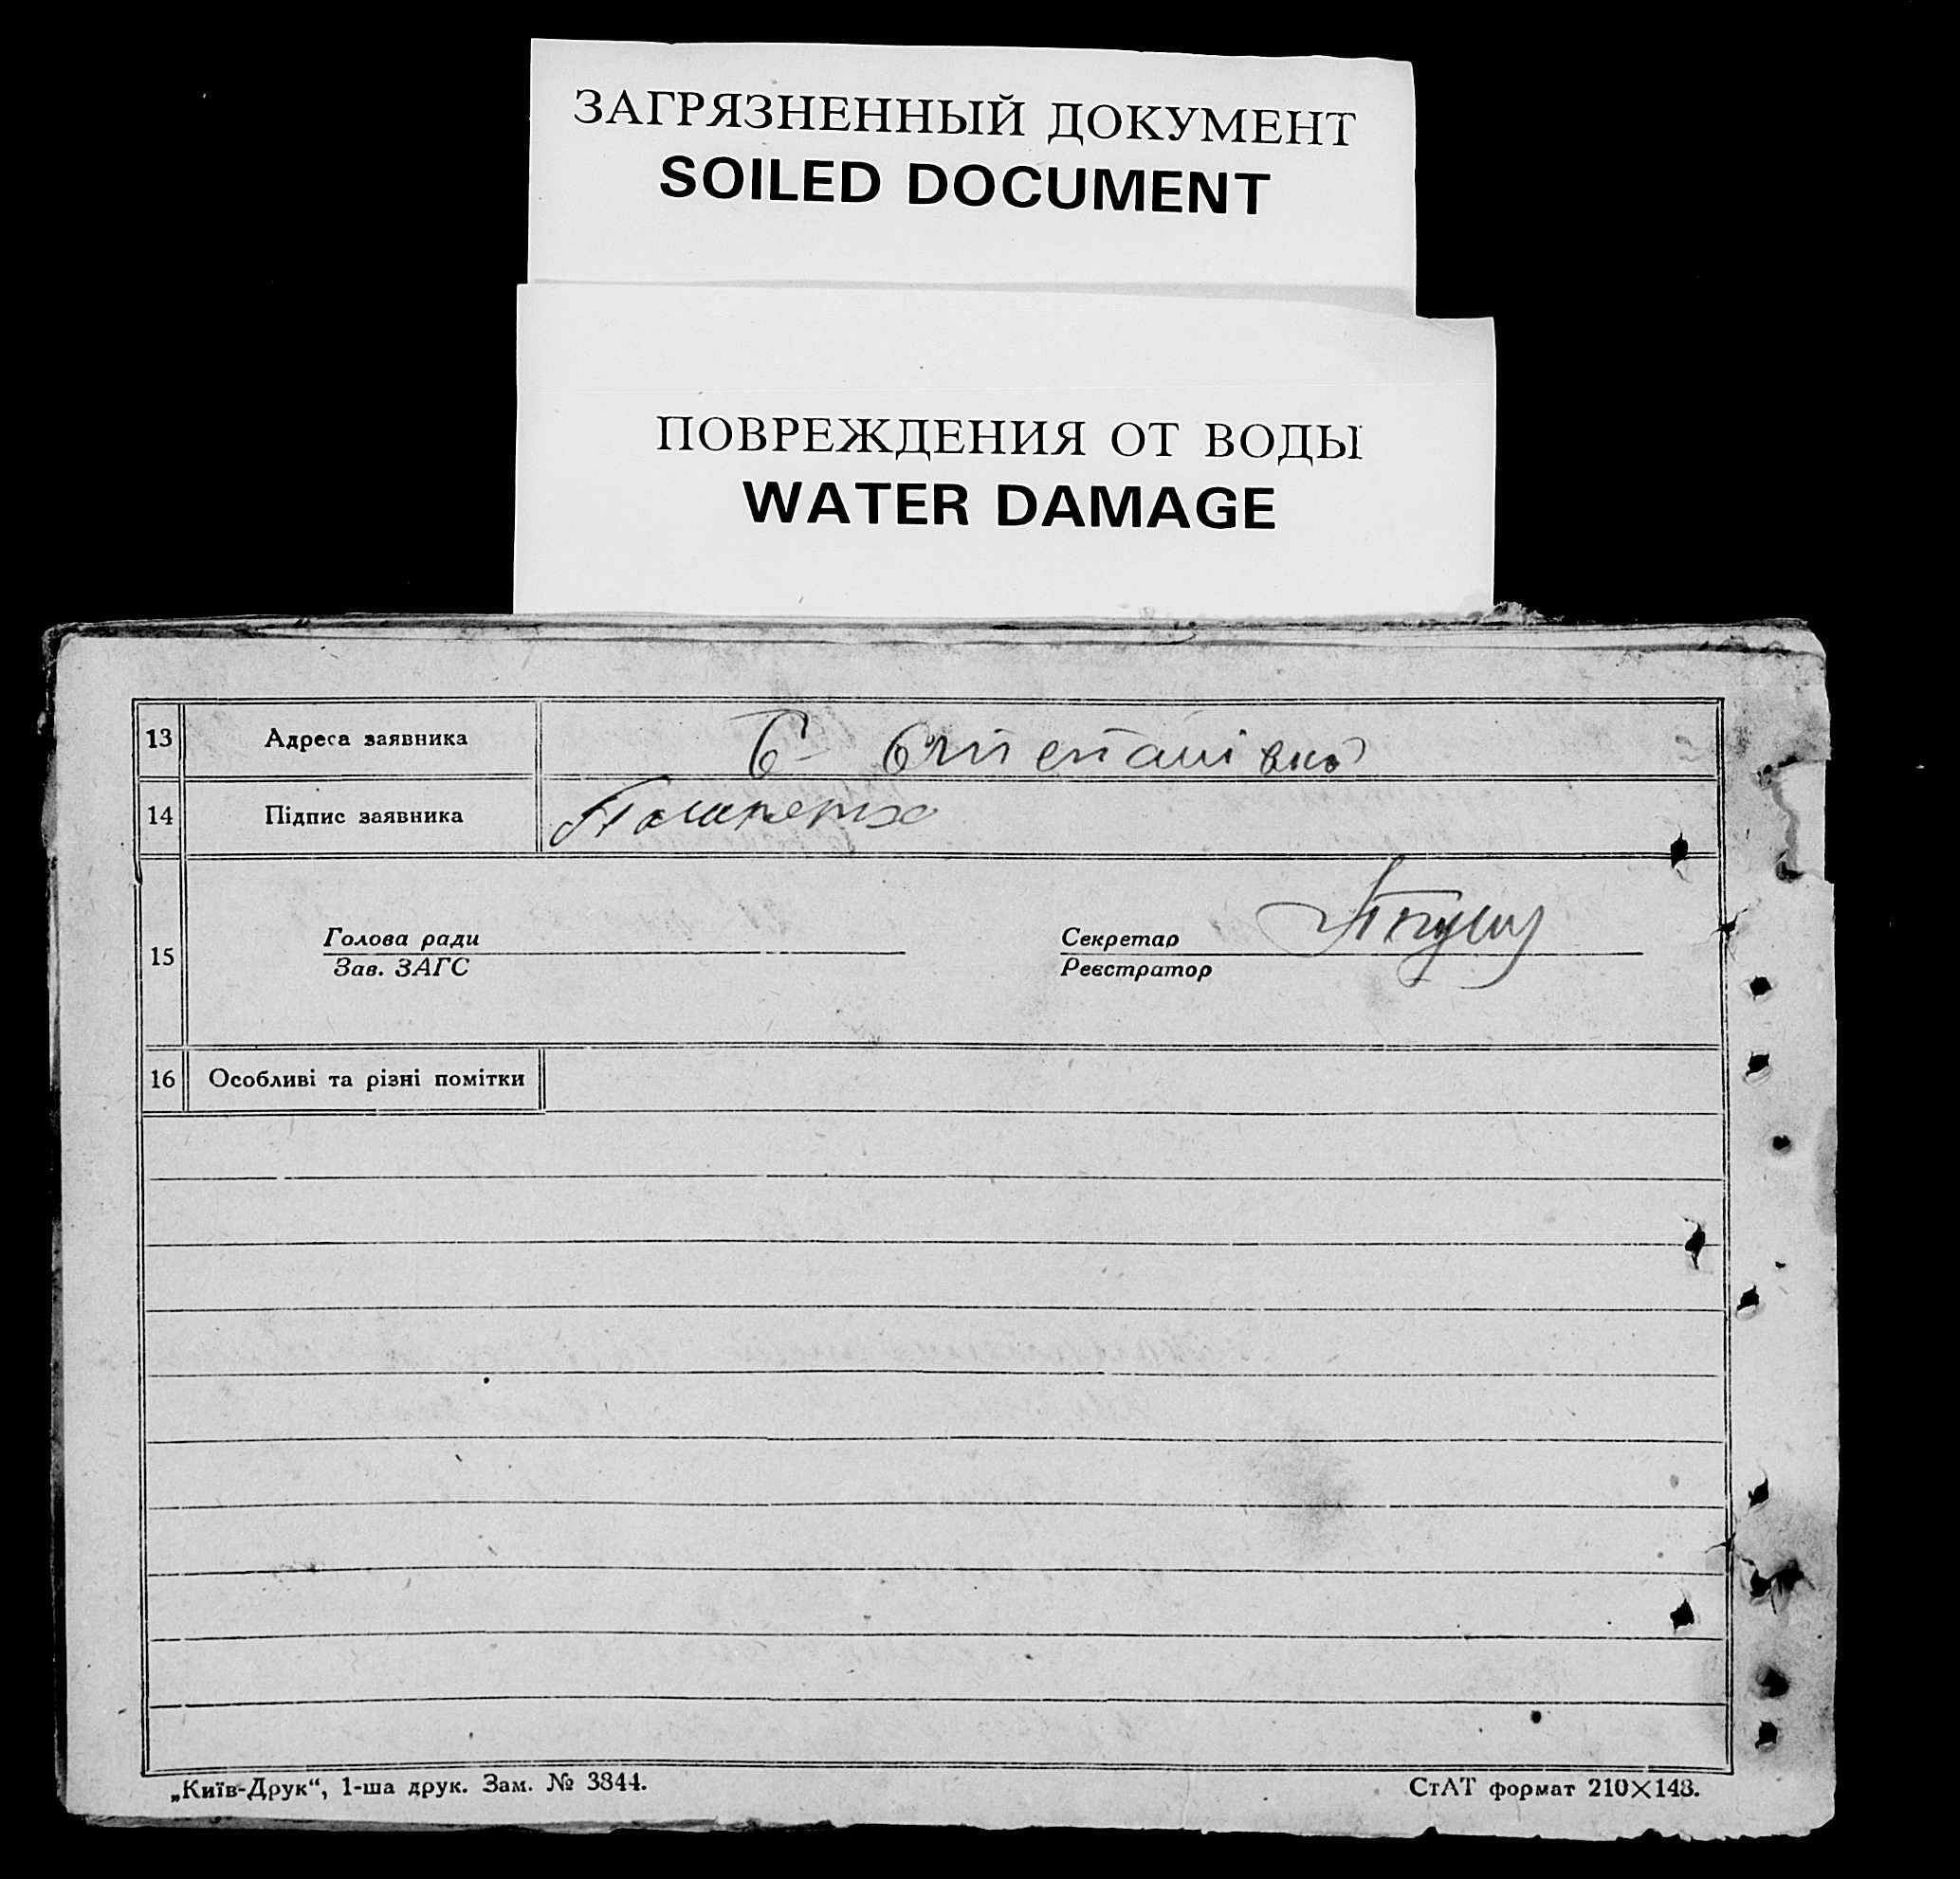 ЗАГРЯЗНЕННЫЙ ДОКУМЕНТ
SOILED DOCUMENT
ПОВРЕЖДЕНИЯ ОТ ВОДЫ
WATER DAMAGE
13 Адреса заявника С Степанівка
14 Підпис заявника
15 Голова ради
Зав. ЗАГС
Секретар
Реєстратор
16 Особливі та різні помітки
„Київ-Друк“, 1-ша друк. Зам. № 3844.
СтАТ формат 210×148.